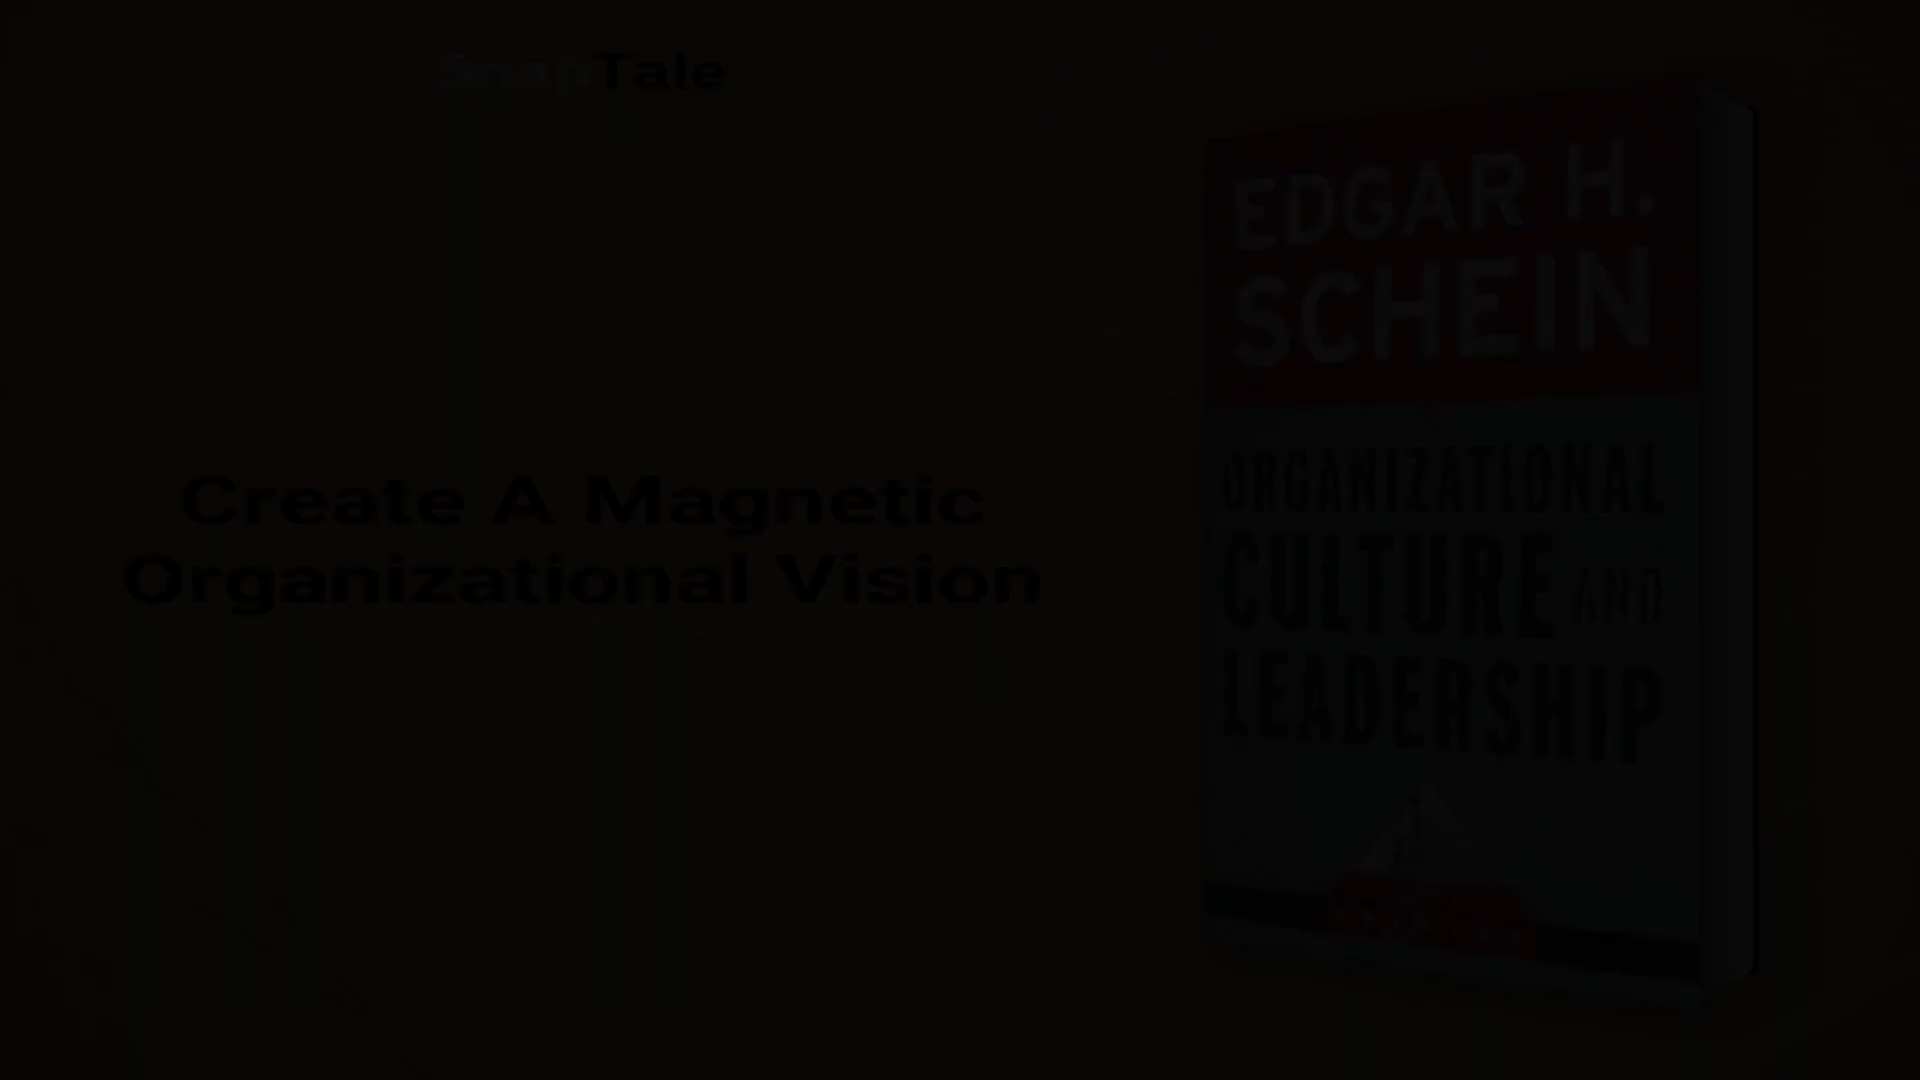 SnapTale
Create A Magnetic
Organizational Vision
EDGAR H.
SCHEIN
ORGANIZATIONAL
CULTURE AND
LEADERSHIP